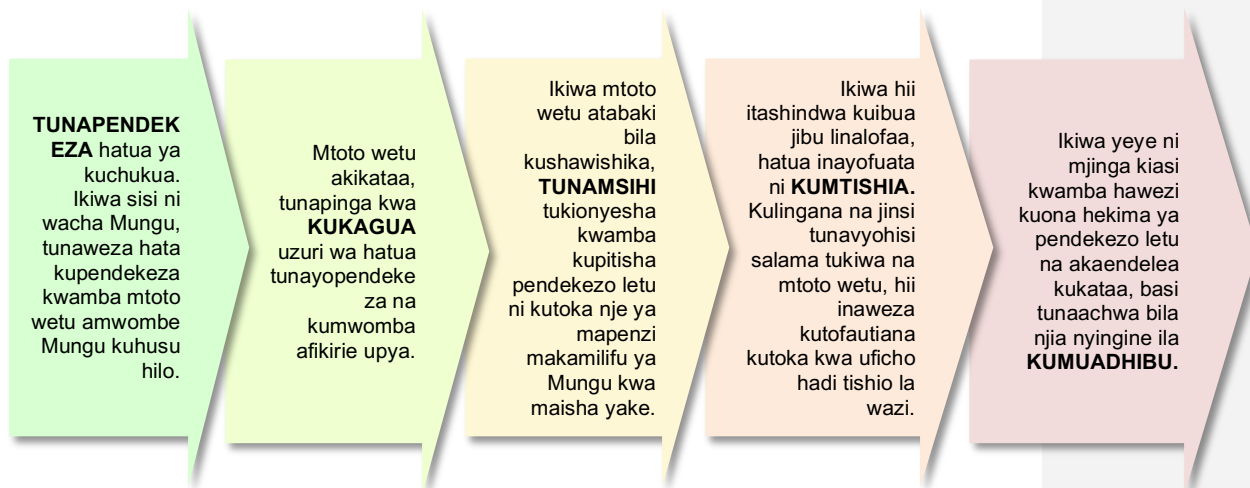 TUNAPENDEK
EZA hatua ya
kuchukua.
Ikiwa sisi ni
wacha Mungu,
tunaweza hata
kupendekeza
kwamba mtoto
wetu amwombe
Mungu kuhusu
hilo.
Mtoto wetu
akikataa,
tunapinga kwa
KUKAGUA
uzuri wa hatua
tunayopendeke
za na
kumwomba
afikirie upya.
Ikiwa mtoto
wetu atabaki
bila
kushawishika,
TUNAMSIHI
tukionyesha
kwamba
kupitisha
pendekezo letu
ni kutoka nje ya
mapenzi
makamilifu ya
Mungu kwa
maisha yake.
Ikiwa hii
itashindwa kuibua
jibu linalofaa,
hatua inayofuata
ni KUMTISHIA.
Kulingana na jinsi
tunavyohisi
salama tukiwa na
mtoto wetu, hii
inaweza
kutofautiana
kutoka kwa uficho
hadi tishio la
wazi.
Ikiwa yeye ni
mjinga kiasi
kwamba hawezi
kuona hekima ya
pendekezo letu
na akaendelea
kukataa, basi
tunaachwa bila
njia nyingine ila
KUMUADHIBU.